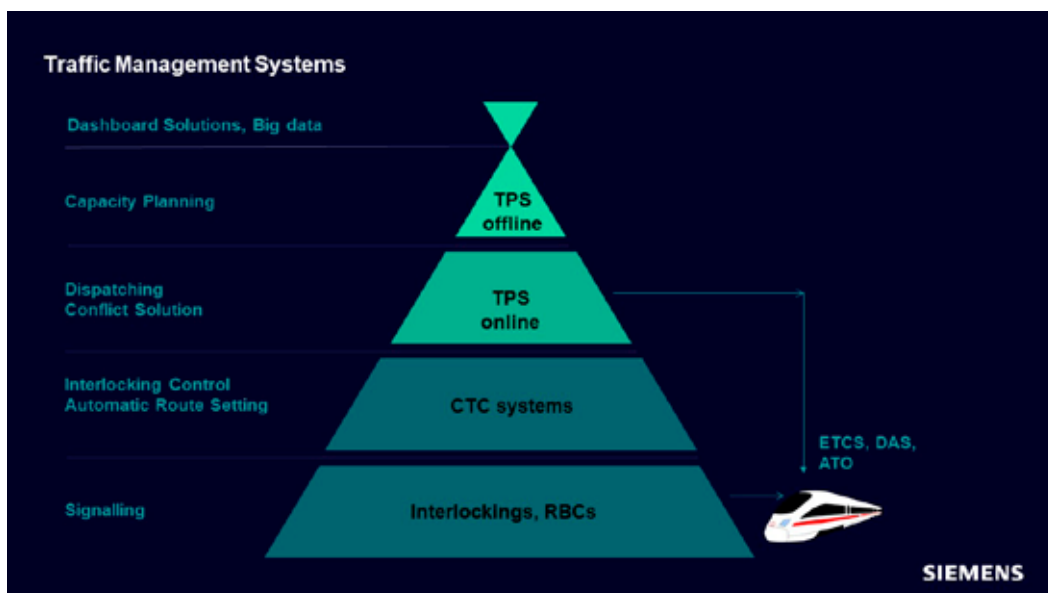 Traffic Management Systems
Dashboard Solutions, Big data
Capacity Planning
TPS
offline
Dispatching
Conflict Solution
TPS
online
Interlocking Control
Automatic Route Setting
CTC systems
ETCS, DAS,
ATO
Signalling
Interlockings, RBCs
SIEMENS